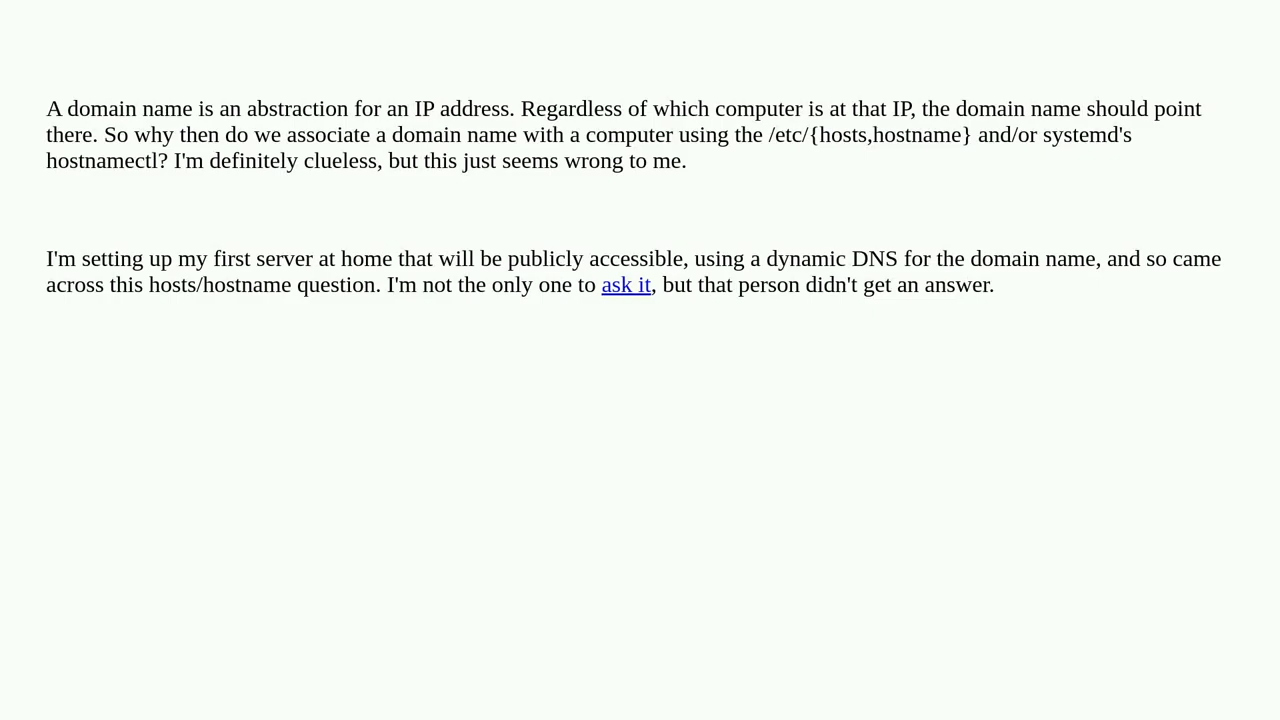 A domain name is an abstraction for an IP address. Regardless of which computer is at that IP, the domain name should point
there. So why then do we associate a domain name with a computer using the /etc/{hosts,hostname} and/or systemd's
hostnamectl? I'm definitely clueless, but this just seems wrong to me.
I'm setting up my first server at home that will be publicly accessible, using a dynamic DNS for the domain name, and so came
across this hosts/hostname question. I'm not the only one to ask it, but that person didn't get an answer.